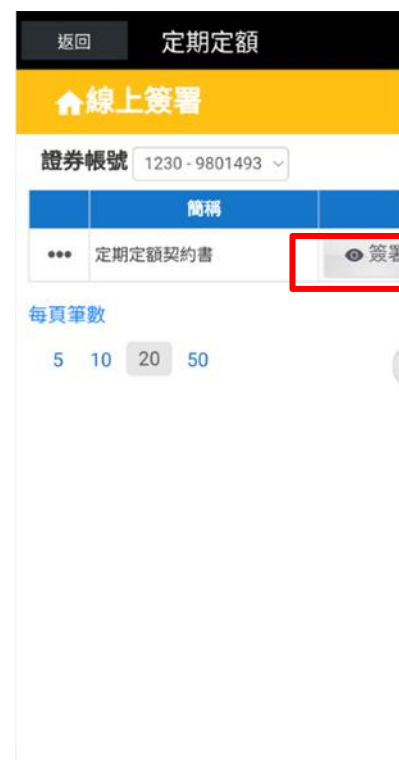 返回 定期定額
線上簽署
證券帳號 1230 - 9801493
簡稱
••• 定期定額契約書 簽署
每頁筆數
5 10 20 50